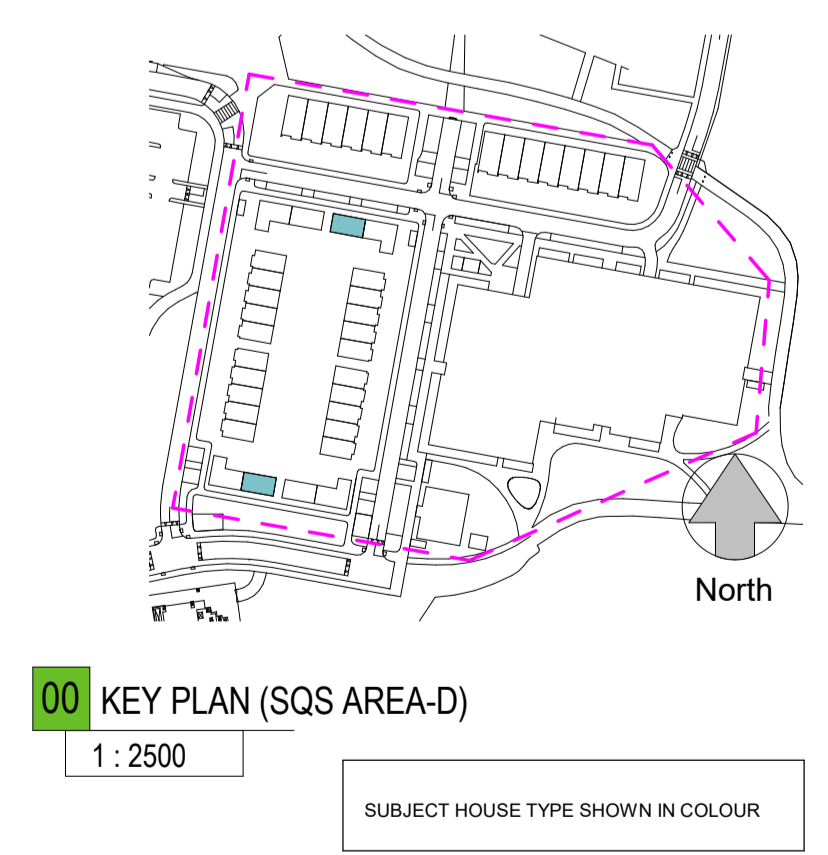 North
00 KEY PLAN (SQS AREA-D)
1 : 2500
SUBJECT HOUSE TYPE SHOWN IN COLOUR